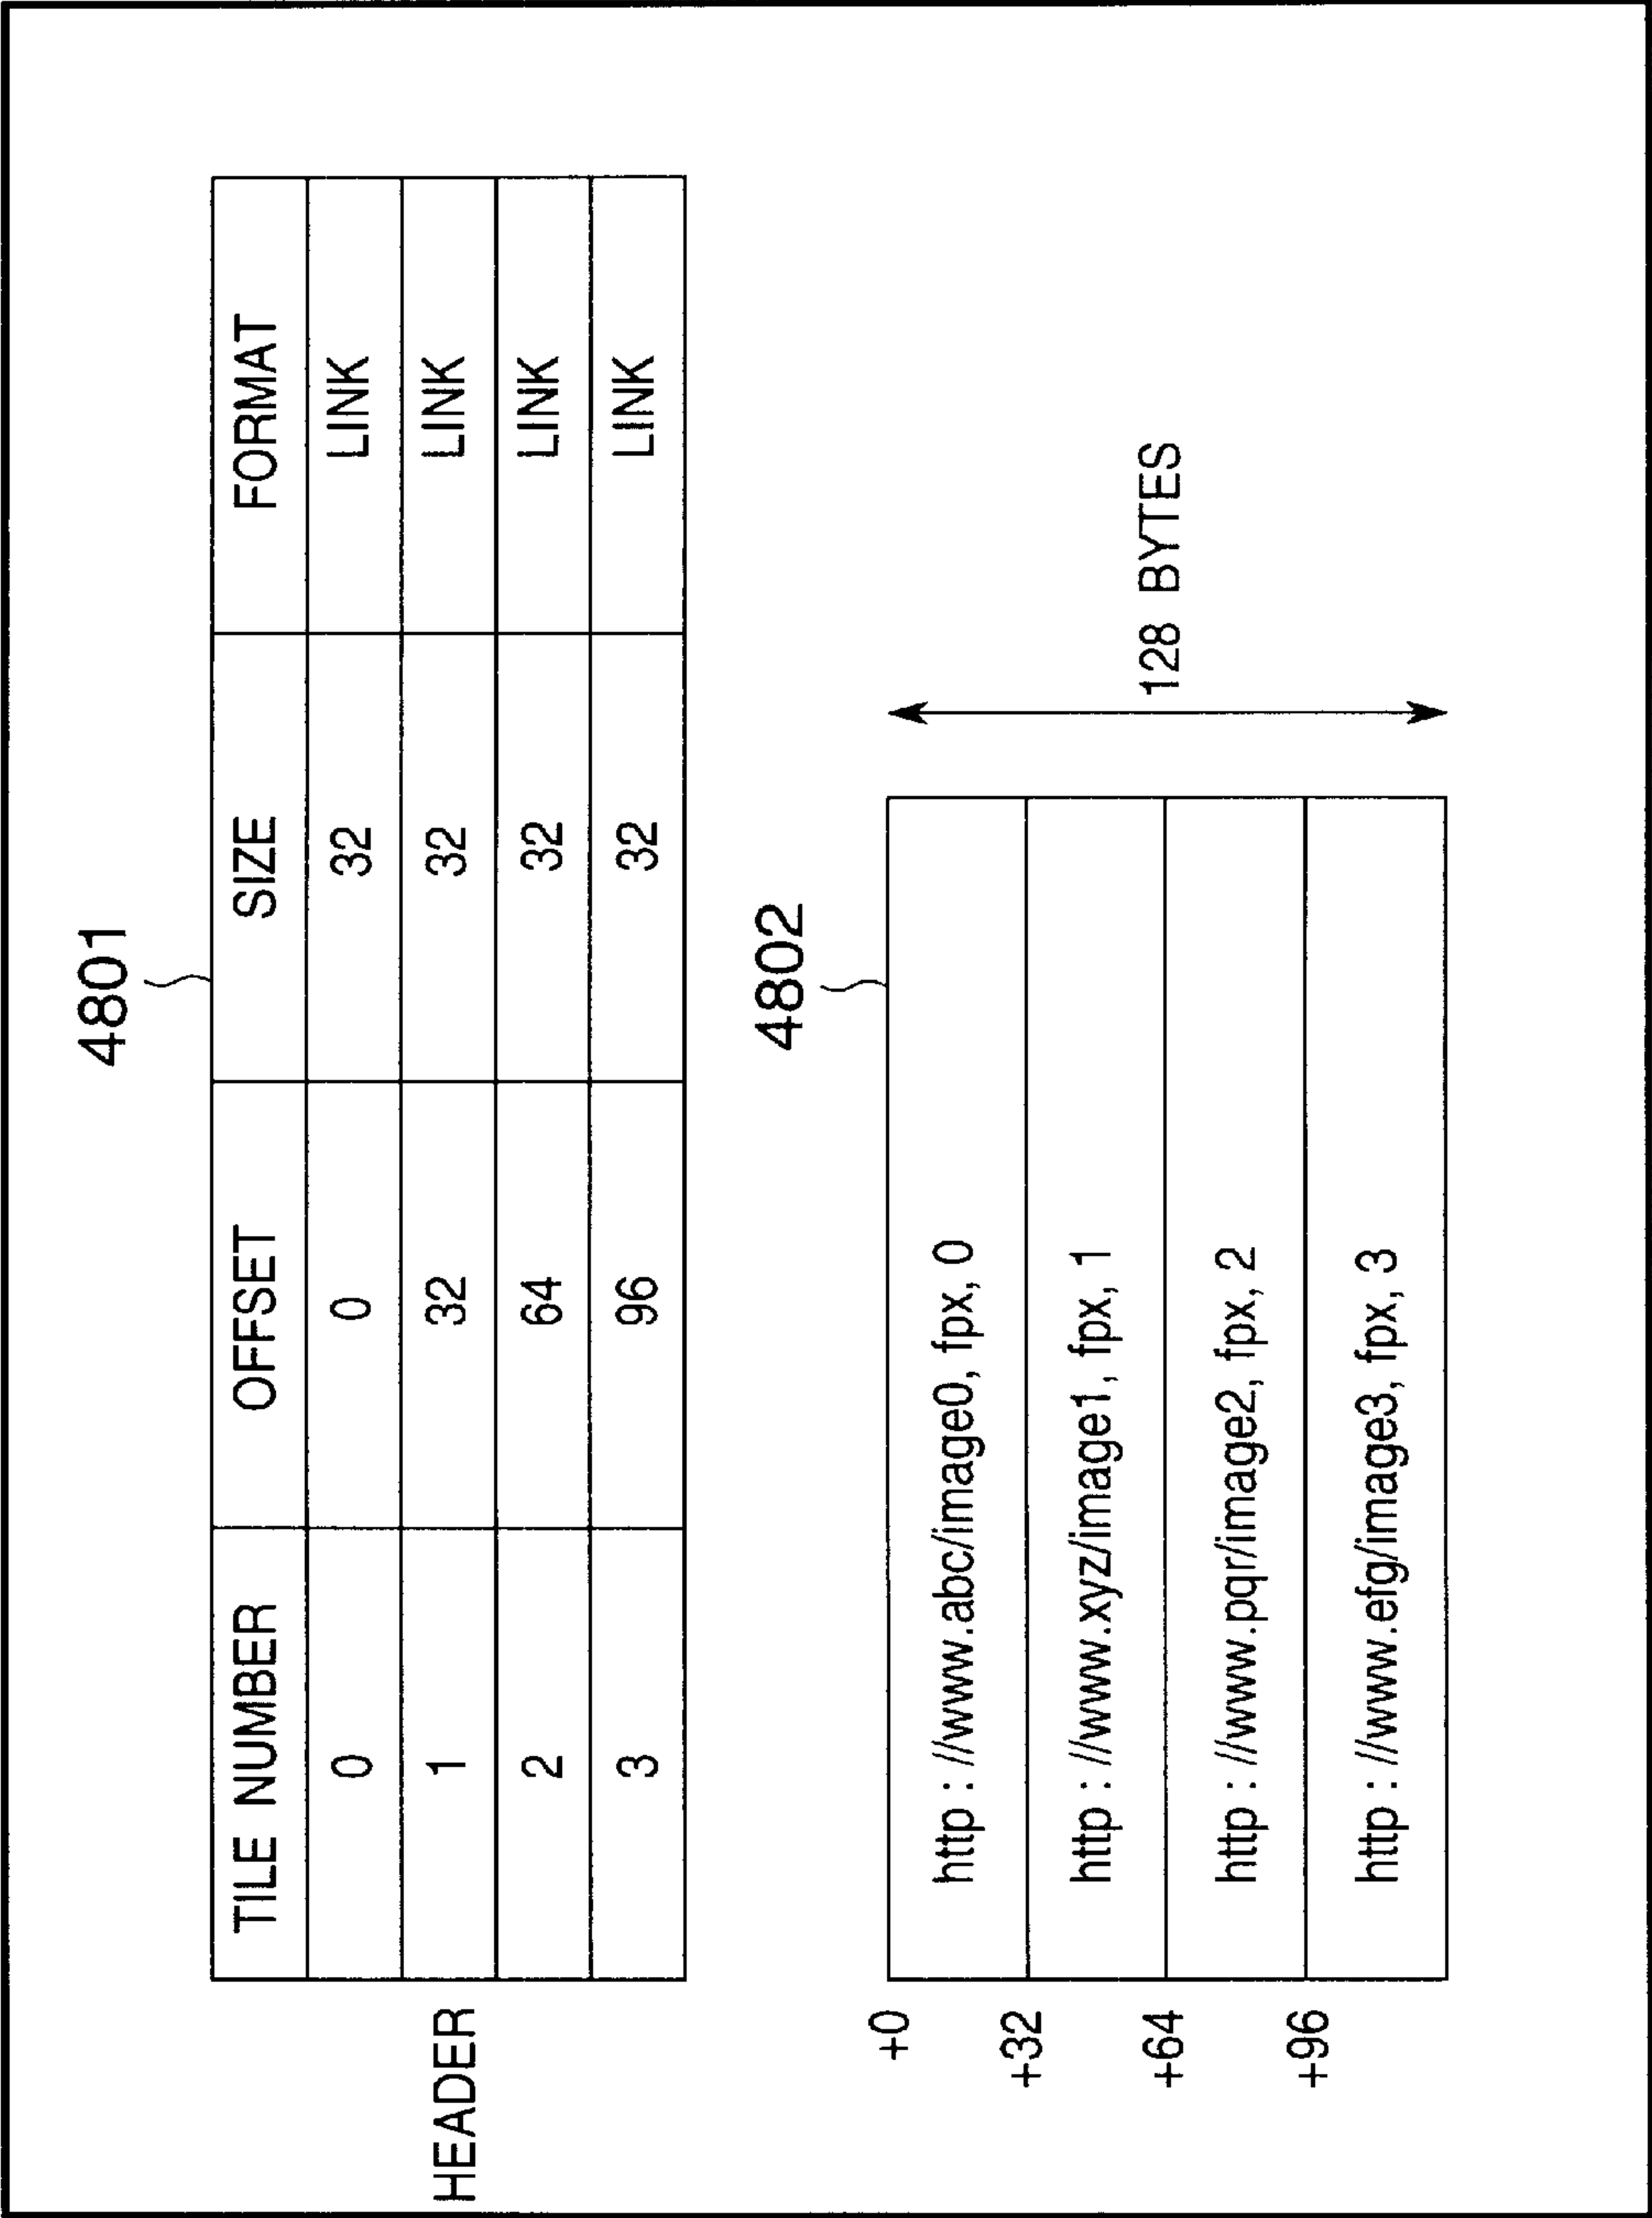 4801
TILE NUMBER OFFSET SIZE FORMAT
0 0 32 LINK
HEADER 1 32 32 LINK
2 64 32 LINK
3 96 32 LINK
4802
+0
http : //www.abc/image0, fpx, 0
+32
http : //www.xyz/image1, fpx, 1
128 BYTES
+64
http : //www.pqr/image2, fpx, 2
+96
http : //www.efg/image3, fpx, 3